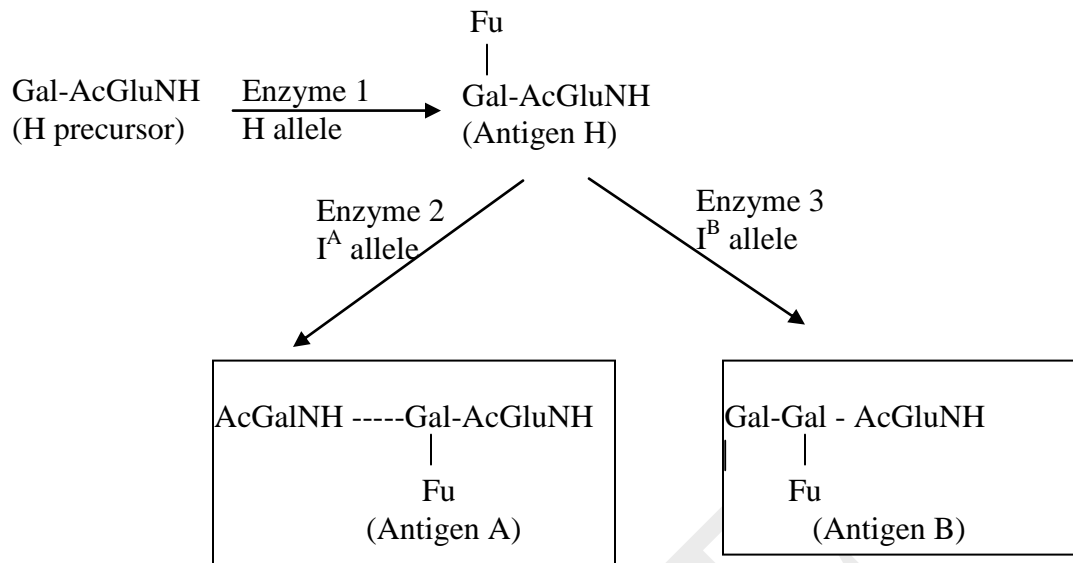 Fu
Gal-AcGluNH
(H precursor)
Enzyme 1
H allele
Gal-AcGluNH
(Antigen H)
Enzyme 2
I^A allele
Enzyme 3
I^B allele
AcGalNH -----Gal-AcGluNH
Fu
(Antigen A)
Gal-Gal - AcGluNH
Fu
(Antigen B)